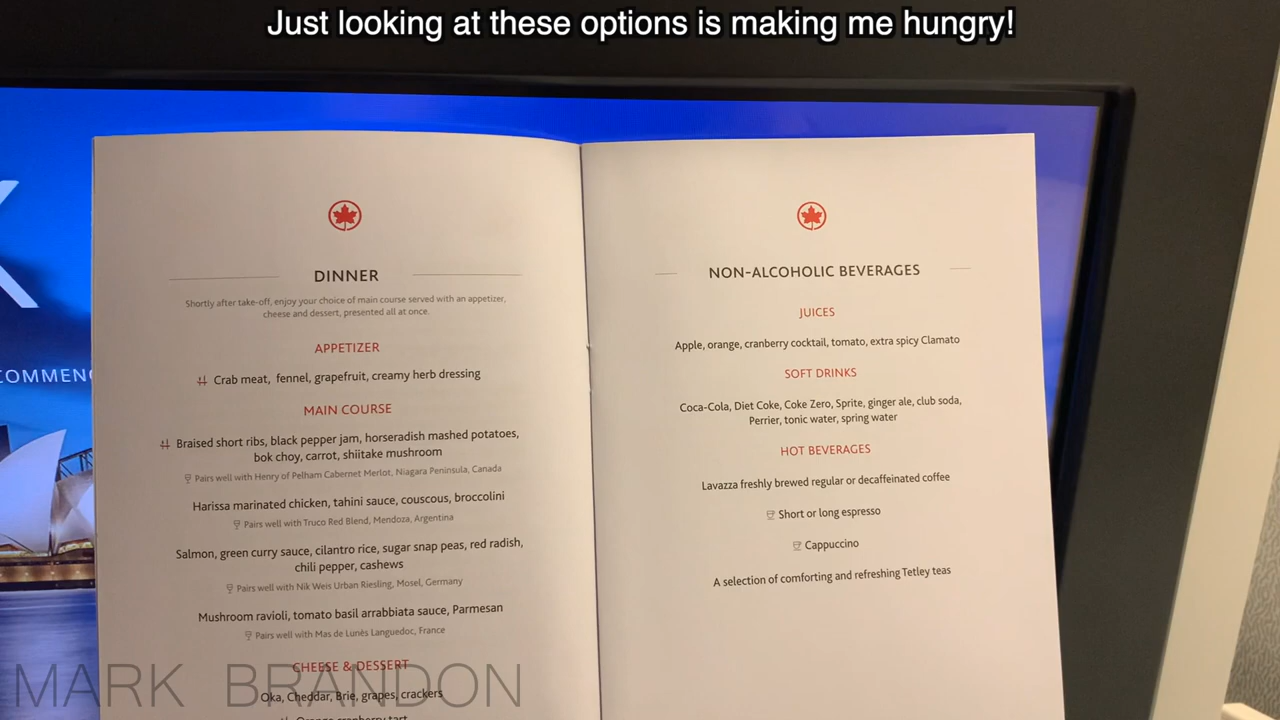 Just looking at these options is making me hungry!
DINNER
Shortly after take-off, enjoy your choice of main course served with an appetizer,
cheese and dessert, presented all at once.
APPETIZER
Crab meat, fennel, grapefruit, creamy herb dressing
MAIN COURSE
Braised short ribs, black pepper jam, horseradish mashed potatoes,
bok choy, carrot, shiitake mushroom
Pairs well with Henry of Pelham Cabernet Merlot, Niagara Peninsula, Canada
Harissa marinated chicken, tahini sauce, couscous, broccolini
Pairs well with Truco Red Blend, Mendoza, Argentina
Salmon, green curry sauce, cilantro rice, sugar snap peas, red radish,
chili pepper, cashews
Pairs well with Nik Weis Urban Riesling, Mosel, Germany
Mushroom ravioli, tomato basil arrabbiata sauce, Parmesan
Pairs well with Mas de Lunès Languedoc, France
CHEESE & DESSERT
Oka, Cheddar, Brie, grapes, crackers
Orange cranberry tart
NON-ALCOHOLIC BEVERAGES
JUICES
Apple, orange, cranberry cocktail, tomato, extra spicy Clamato
SOFT DRINKS
Coca-Cola, Diet Coke, Coke Zero, Sprite, ginger ale, club soda,
Perrier, tonic water, spring water
HOT BEVERAGES
Lavazza freshly brewed regular or decaffeinated coffee
Short or long espresso
Cappuccino
A selection of comforting and refreshing Tetley teas
MARK BRANDON